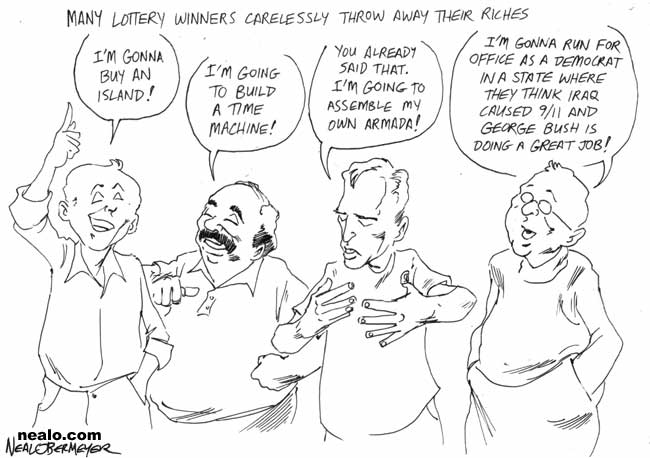 MANY LOTTERY WINNERS CARELESSLY THROW AWAY THEIR RICHES
I'M GONNA
BUY AN
ISLAND!
I'M GOING
TO BUILD
A TIME
MACHINE!
YOU ALREADY
SAID THAT.
I'M GOING TO
ASSEMBLE MY
OWN ARMADA!
I'M GONNA RUN FOR
OFFICE AS A DEMOCRAT
IN A STATE WHERE
THEY THINK IRAQ
CAUSED 9/11 AND
GEORGE BUSH IS
DOING A GREAT JOB!
nealo.com
NEALOBERMEYER